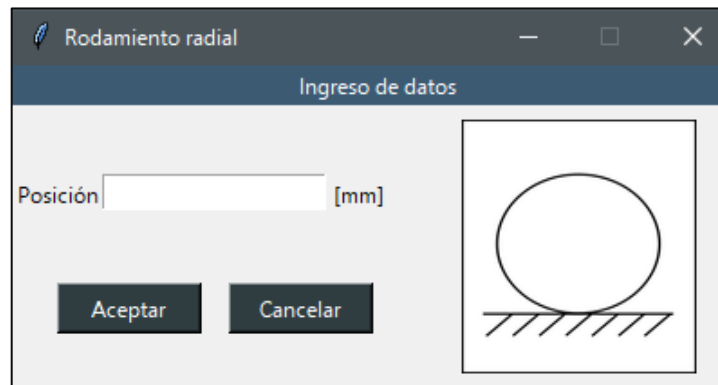 Rodamiento radial
Ingreso de datos
Posición [mm]
Aceptar Cancelar